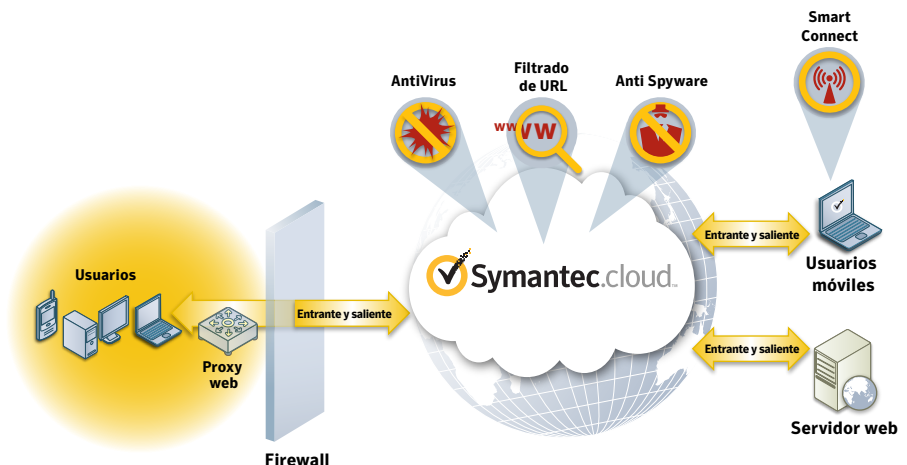 Smart
Connect
AntiVirus
Filtrado
de URL
Anti Spyware
www
Usuarios
Proxy
web
Firewall
Entrante y saliente
Symantec.cloud™
Entrante y saliente
Usuarios
móviles
Entrante y saliente
Servidor web